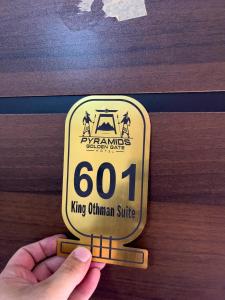 PYRAMIDS
GOLDEN GATE
HOTEL
601
King Othman Suite